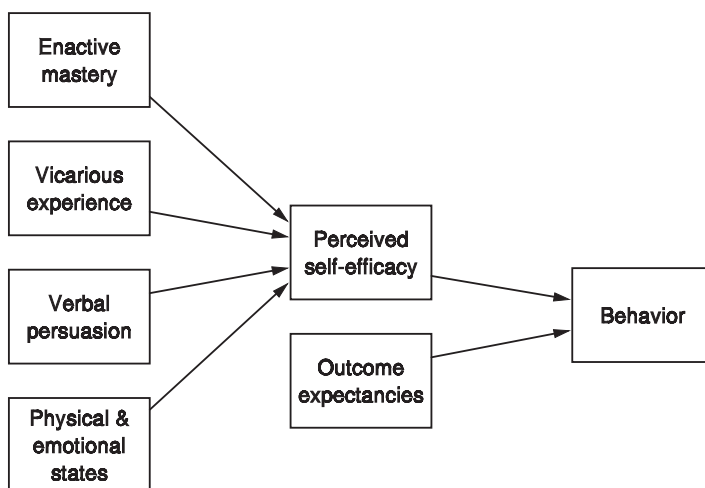 Enactive
mastery
Vicarious
experience
Verbal
persuasion
Physical &
emotional
states
Perceived
self-efficacy
Outcome
expectancies
Behavior